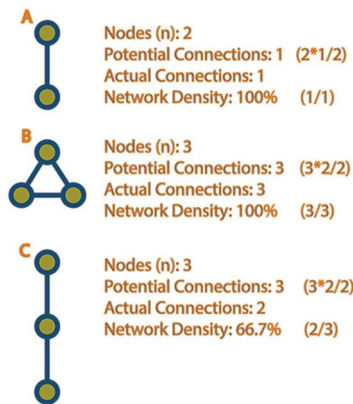 A
Nodes (n): 2
Potential Connections: 1 (2*1/2)
Actual Connections: 1
Network Density: 100% (1/1)
B
Nodes (n): 3
Potential Connections: 3 (3*2/2)
Actual Connections: 3
Network Density: 100% (3/3)
C
Nodes (n): 3
Potential Connections: 3 (3*2/2)
Actual Connections: 2
Network Density: 66.7% (2/3)